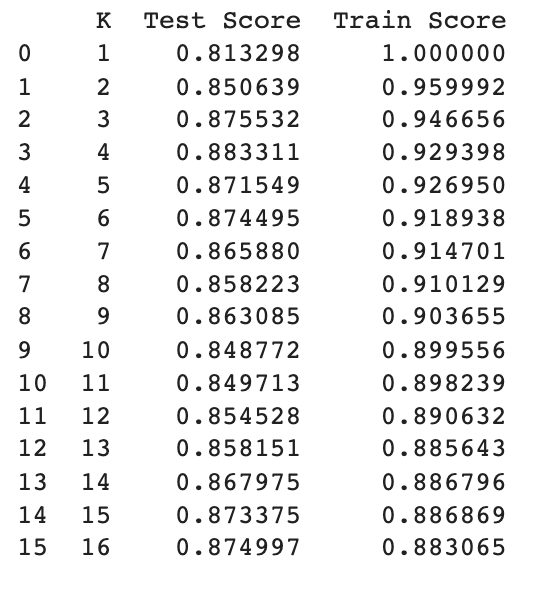 K Test Score Train Score
0 1 0.813298 1.000000
1 2 0.850639 0.959992
2 3 0.875532 0.946656
3 4 0.883311 0.929398
4 5 0.871549 0.926950
5 6 0.874495 0.918938
6 7 0.865880 0.914701
7 8 0.858223 0.910129
8 9 0.863085 0.903655
9 10 0.848772 0.899556
10 11 0.849713 0.898239
11 12 0.854528 0.890632
12 13 0.858151 0.885643
13 14 0.867975 0.886796
14 15 0.873375 0.886869
15 16 0.874997 0.883065